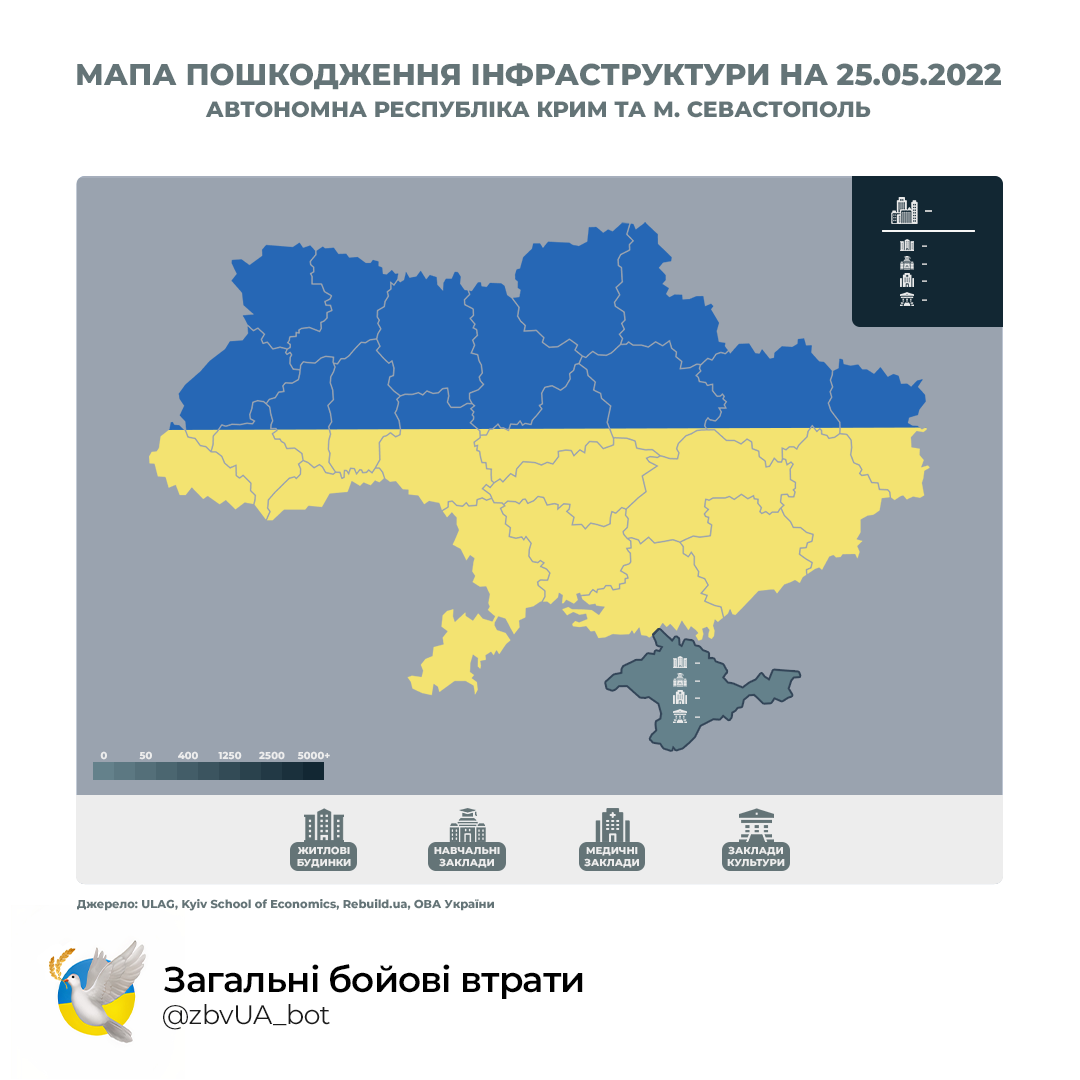 МАПА ПОШКОДЖЕННЯ ІНФРАСТРУКТУРИ НА 25.05.2022
АВТОНОМНА РЕСПУБЛІКА КРИМ ТА М. СЕВАСТОПОЛЬ
–
–
–
–
–
–
–
–
–
0 50 400 1250 2500 5000+
ЖИТЛОВІ
БУДИНКИ
НАВЧАЛЬНІ
ЗАКЛАДИ
МЕДИЧНІ
ЗАКЛАДИ
ЗАКЛАДИ
КУЛЬТУРИ
Джерело: ULAG, Kyiv School of Economics, Rebuild.ua, ОВА України
Загальні бойові втрати
@zbvUA_bot